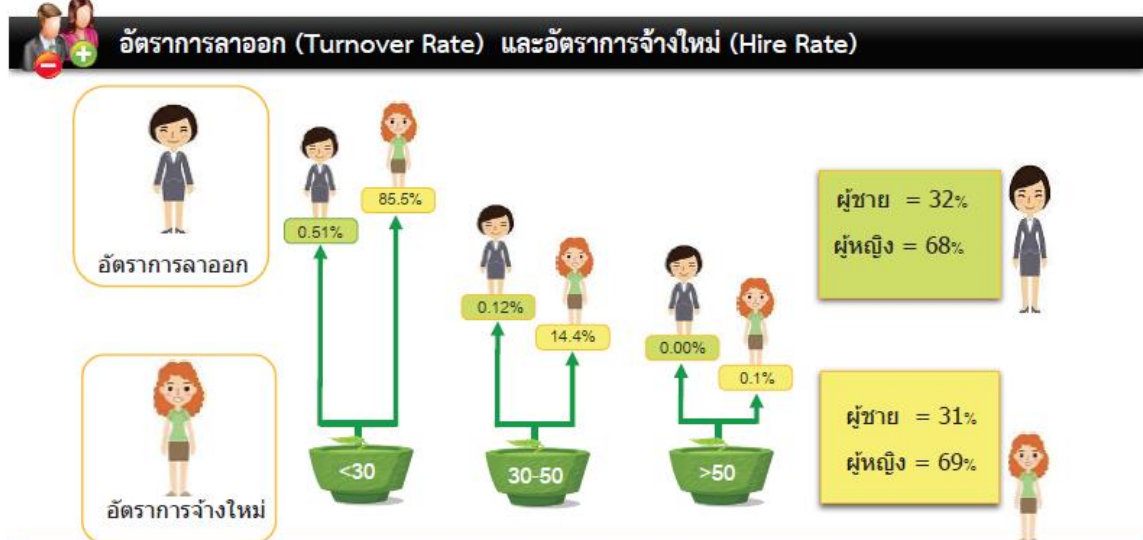 อัตราการลาออก (Turnover Rate) และอัตราการจ้างใหม่ (Hire Rate)
อัตราการลาออก
อัตราการจ้างใหม่
0.51%
85.5%
<30
0.12%
14.4%
30-50
0.00%
0.1%
>50
ผู้ชาย = 32%
ผู้หญิง = 68%
ผู้ชาย = 31%
ผู้หญิง = 69%